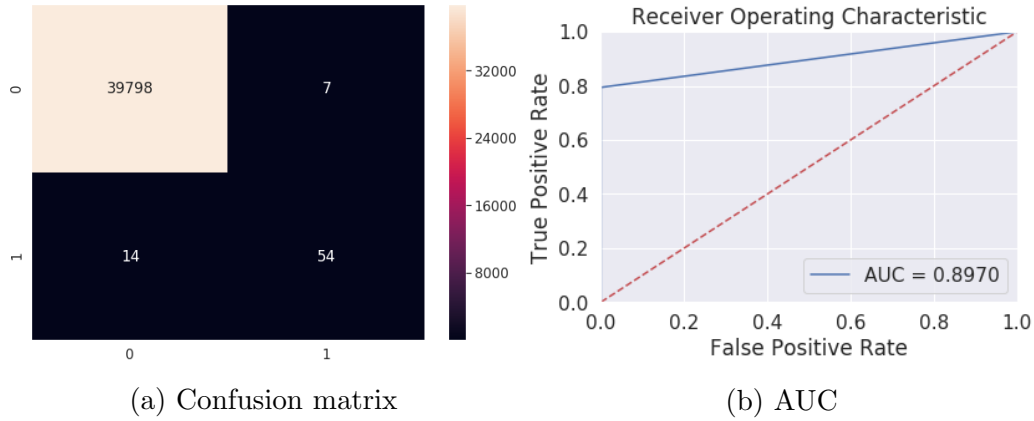 0
1
39798
7
14
54
0
1
32000
24000
16000
8000
(a) Confusion matrix
Receiver Operating Characteristic
True Positive Rate
1.0
0.8
0.6
0.4
0.2
0.0
AUC = 0.8970
0.0 0.2 0.4 0.6 0.8 1.0
False Positive Rate
(b) AUC